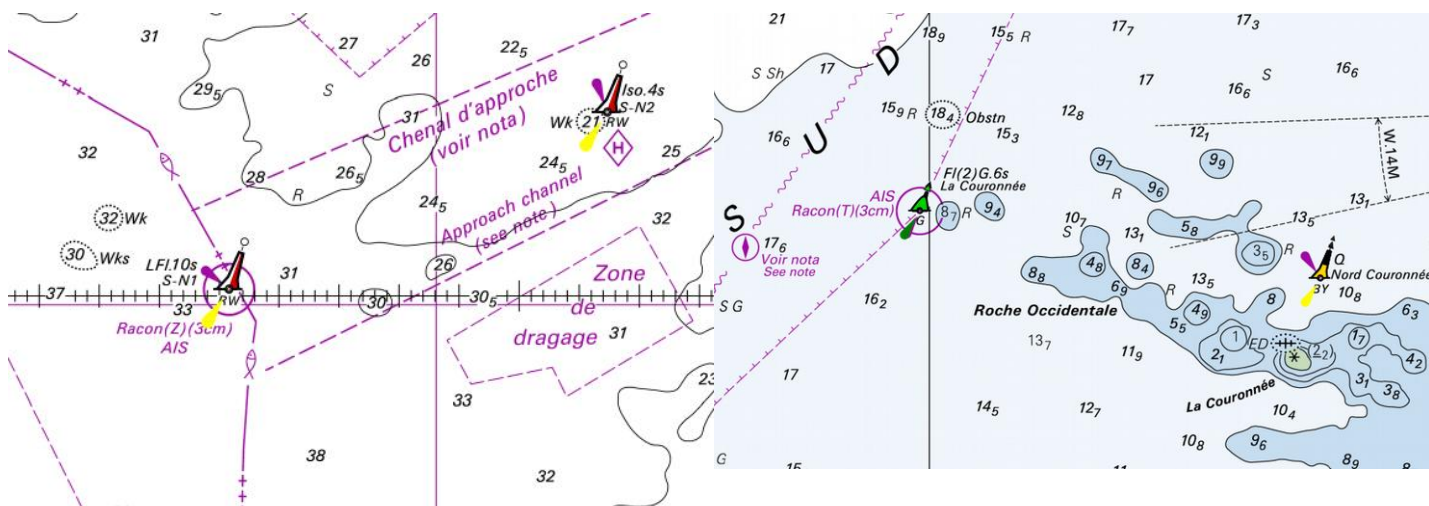 31
27
26
22₅
29₅
S
31
Chenal d'approche
(voir nota)
Iso.4s
S-N2
Wk
21
RW
H
32
28
R
26₅
24₅
24₅
25
Approach channel
(see note)
32
32 Wk
30 Wks
LFl.10s
S-N1
RW
31
26
37
33
30
30₅
Racon(Z)(3cm)
AIS
Zone
de
dragage
31
23
33
38
32
21
S Sh
17
D
18₉
15₅ R
17₇
17₃
17
S
16₆
16₆
16₆
U
15₉ R
18₄ Obstn
15₃
12₈
12₁
W.14M
Fl(2)G.6s
La Couronnée
AIS
Racon(T)(3cm)
G
8₇ R
9₄
9₇
9₆
R
9₉
S
17₆
Voir nota
See note
10₇
S
13₁
5₈
13₅
13₁
3₅
R
Q
Nord Couronnée
BY
10₈
8₈
4₈
8₄
6₉
R
13₅
S G
16₂
Roche Occidentale
5₅
4₉
8
6₃
13₇
11₉
2₁
1
ED
(2₂)
1₇
4₂
17
La Couronnée
3₁
3₈
14₅
12₇
10₄
10₈
9₆
8₉
8
G
15
11